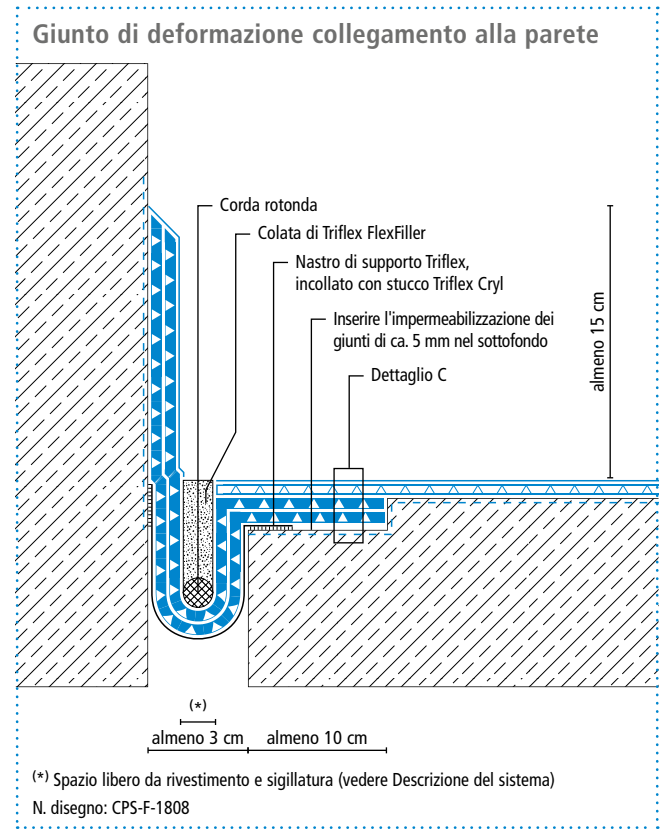 Giunto di deformazione collegamento alla parete
Corda rotonda
Colata di Triflex FlexFiller
Nastro di supporto Triflex,
incollato con stucco Triflex Cryl
Inserire l'impermeabilizzazione dei
giunti di ca. 5 mm nel sottofondo
Dettaglio C
almeno 15 cm
(*)
almeno 3 cm
almeno 10 cm
(*) Spazio libero da rivestimento e sigillatura (vedere Descrizione del sistema)
N. disegno: CPS-F-1808